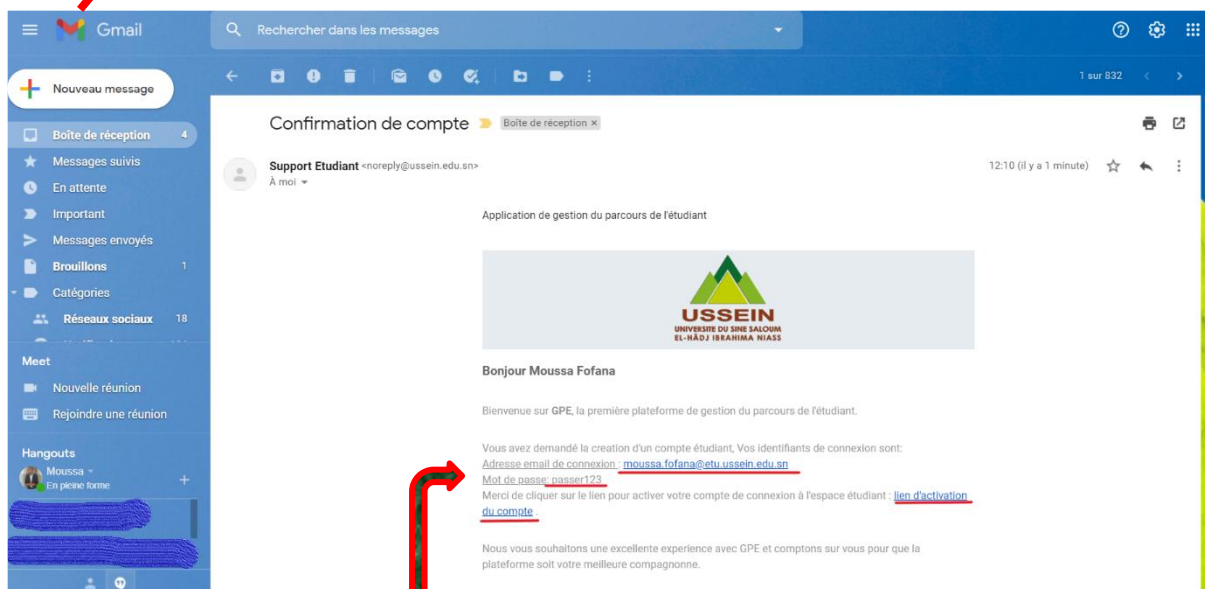 Gmail
Rechercher dans les messages
Nouveau message
1 sur 832
Boîte de réception 4
Messages suivis
En attente
Important
Messages envoyés
Brouillons 1
Catégories
Réseaux sociaux 18
Meet
Nouvelle réunion
Rejoindre une réunion
Hangouts
Moussa
En pleine forme
Confirmation de compte Boîte de réception ×
Support Etudiant <noreply@ussein.edu.sn> 12:10 (il y a 1 minute)
À moi
Application de gestion du parcours de l'étudiant
USSEIN
UNIVERSITE DU SINE SALOUM
EL-HÂDJ IBRAHIMA NIASS
Bonjour Moussa Fofana
Bienvenue sur GPE, la première plateforme de gestion du parcours de l'étudiant.
Vous avez demandé la creation d'un compte étudiant, Vos identifiants de connexion sont:
Adresse email de connexion : moussa.fofana@etu.ussein.edu.sn
Mot de passe: passer123
Merci de cliquer sur le lien pour activer votre compte de connexion à l'espace étudiant : lien d'activation
du compte .
Nous vous souhaitons une excellente experience avec GPE et comptons sur vous pour que la
plateforme soit votre meilleure compagnonne.